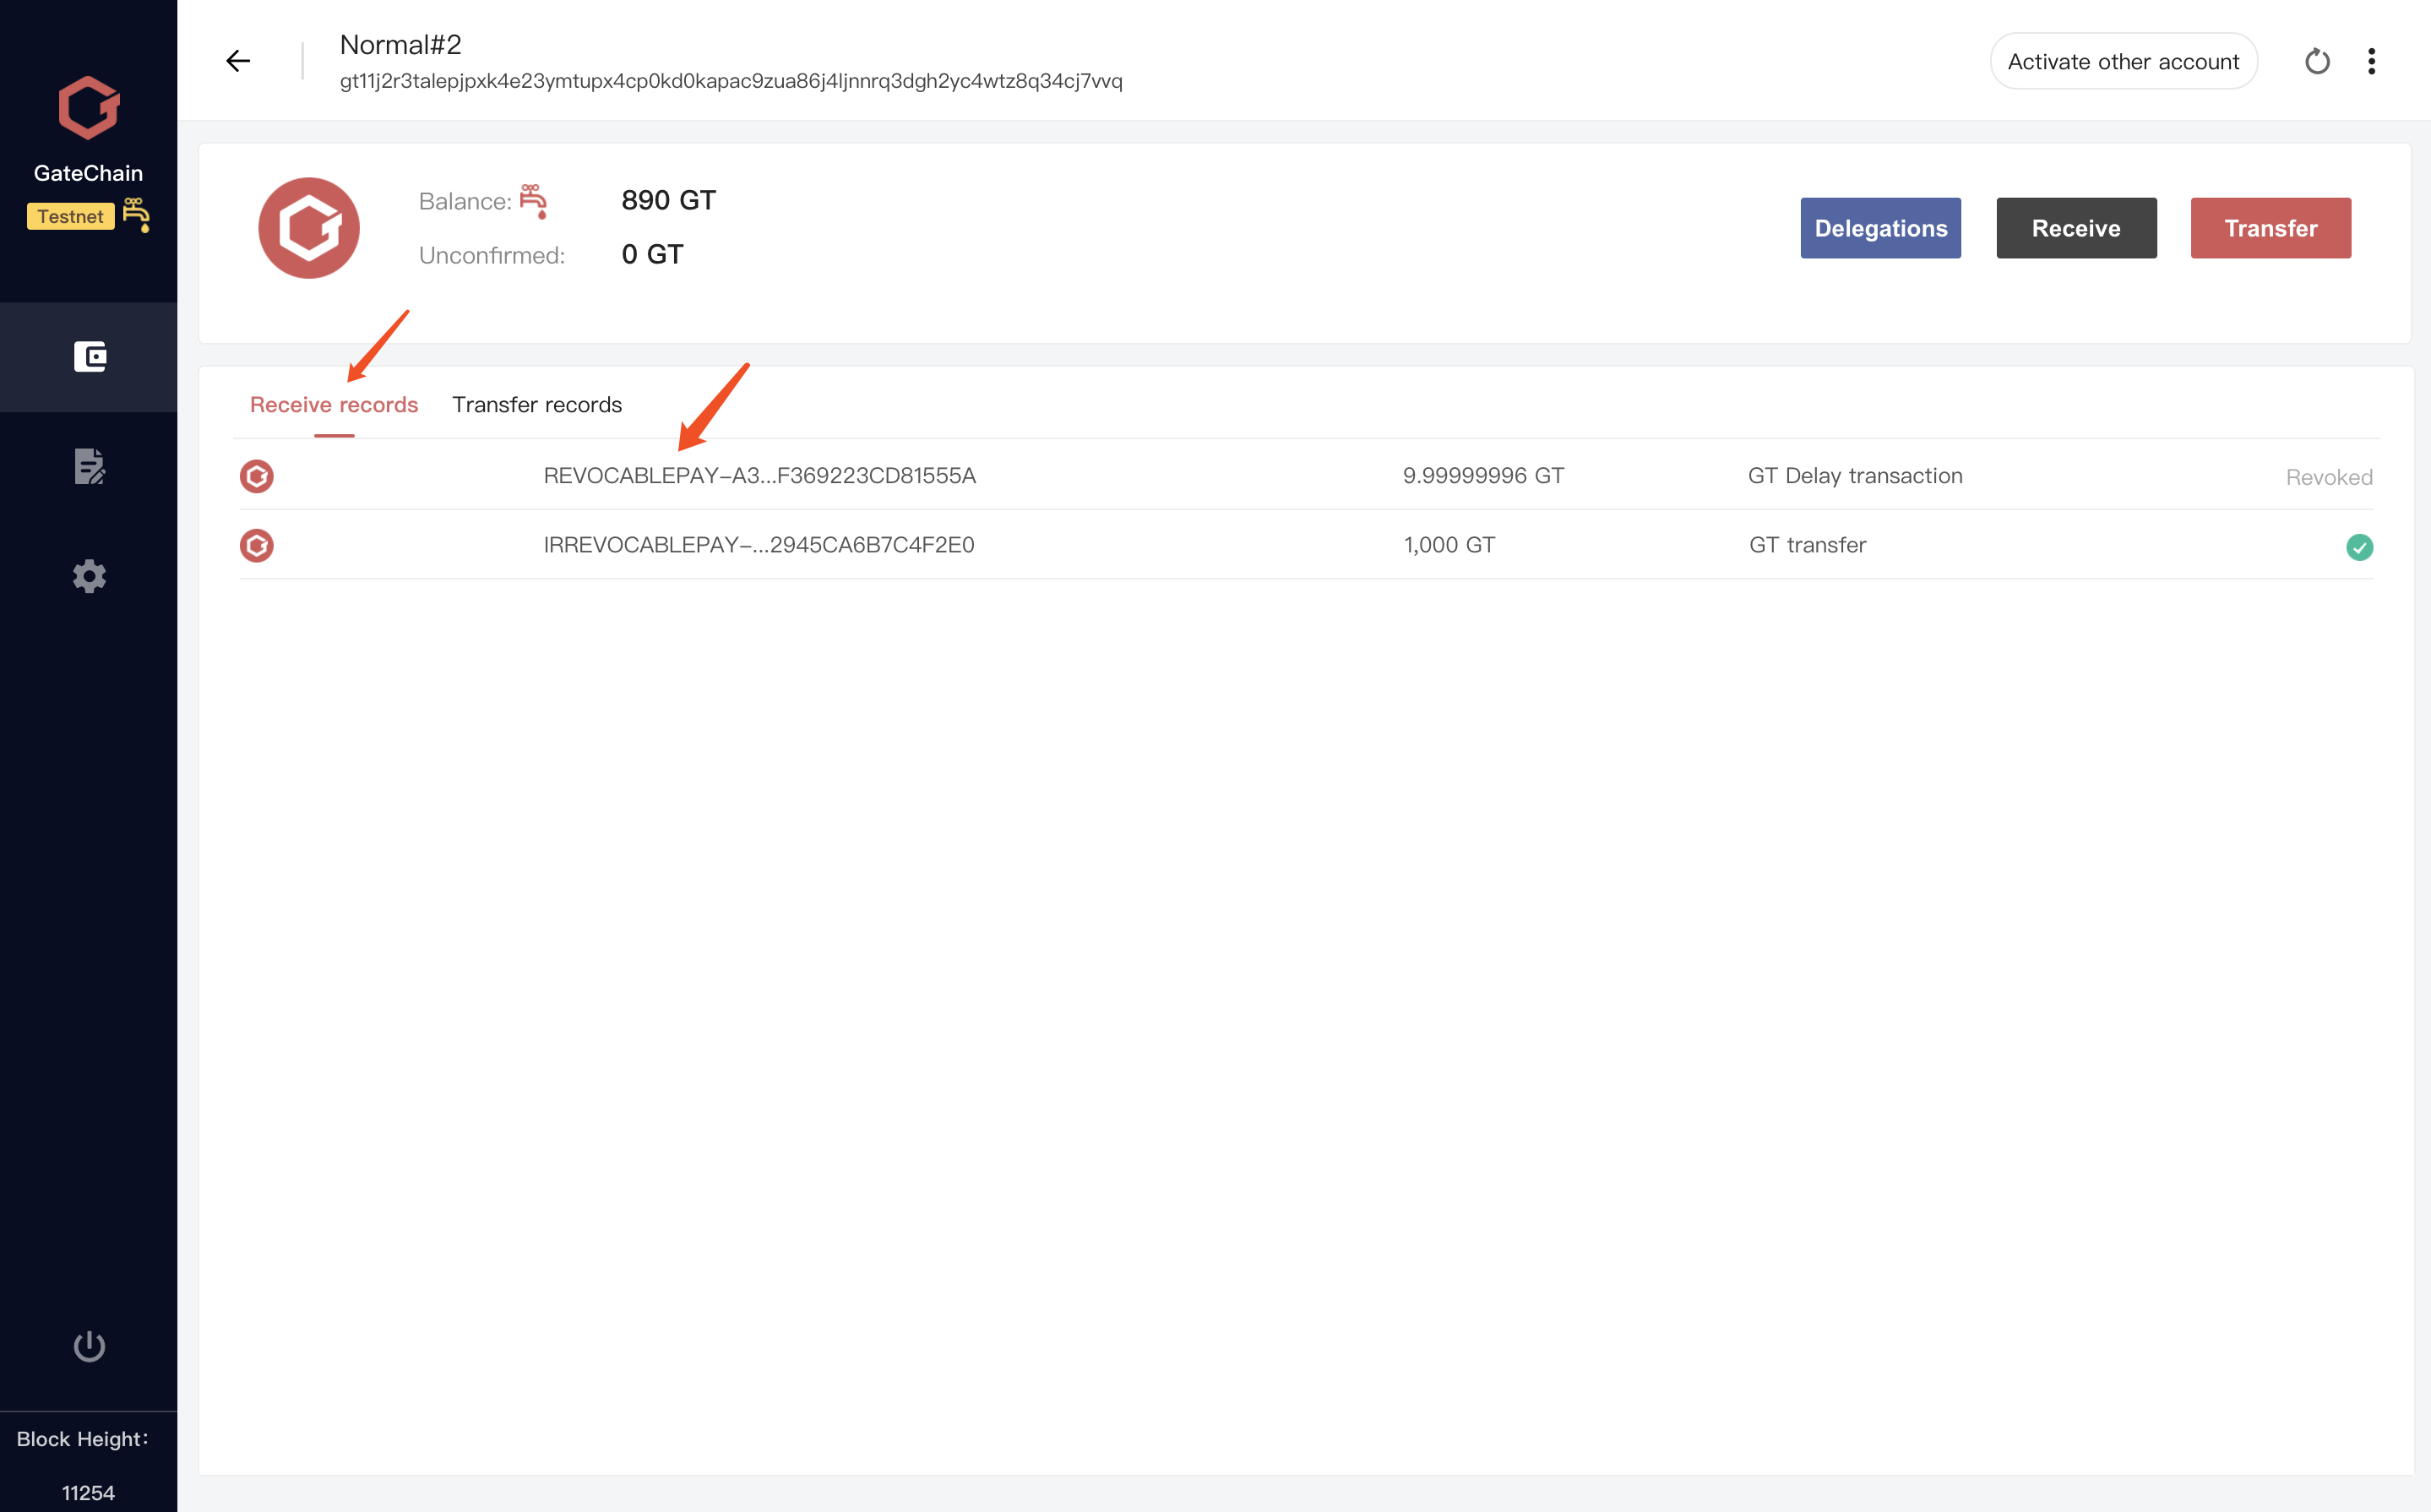 GateChain
Testnet
Block Height:
11254
Normal#2
gt11j2r3talepjpxk4e23ymtupx4cp0kd0kapac9zua86j4ljnnrq3dgh2yc4wtz8q34cj7vvq
Activate other account
Balance: 890 GT
Unconfirmed: 0 GT
Delegations Receive Transfer
Receive records Transfer records
REVOCABLEPAY-A3...F369223CD81555A 9.99999996 GT GT Delay transaction Revoked
IRREVOCABLEPAY-...2945CA6B7C4F2E0 1,000 GT GT transfer